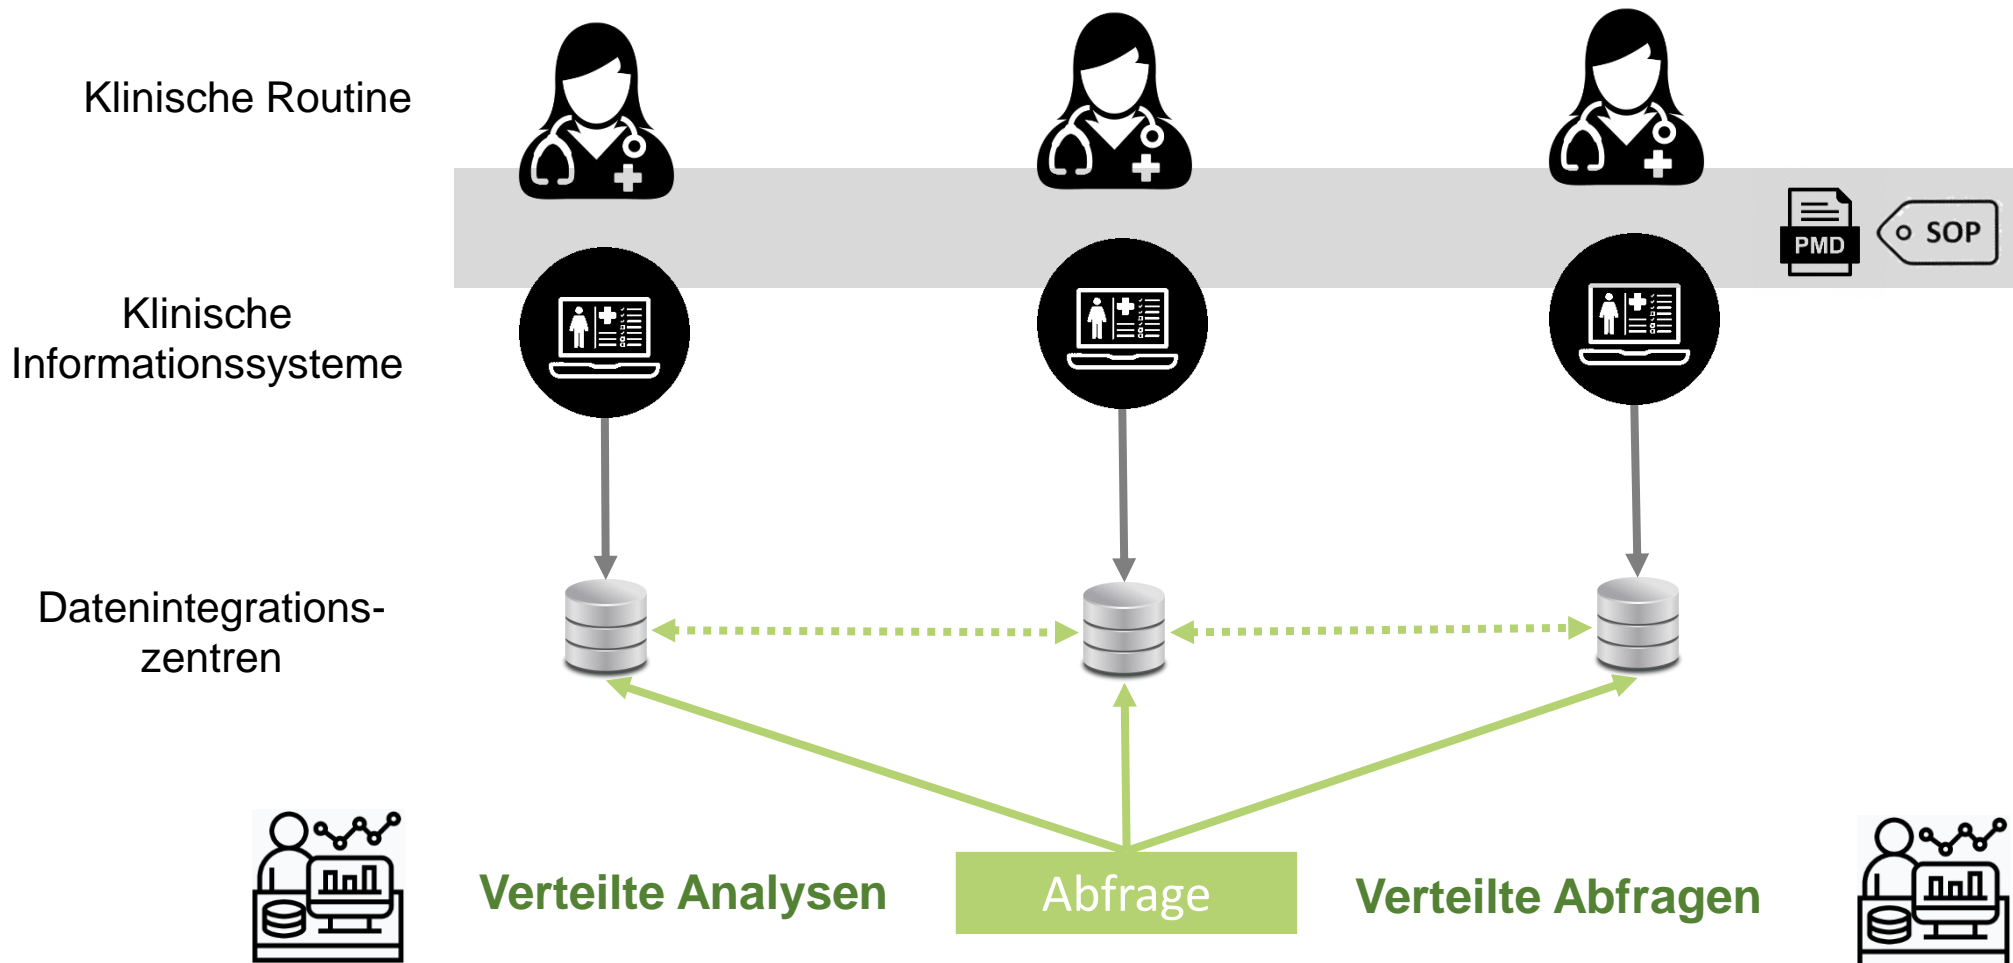 Klinische Routine
PMD
SOP
Klinische
Informationssysteme
Datenintegrations-
zentren
Verteilte Analysen
Abfrage
Verteilte Abfragen